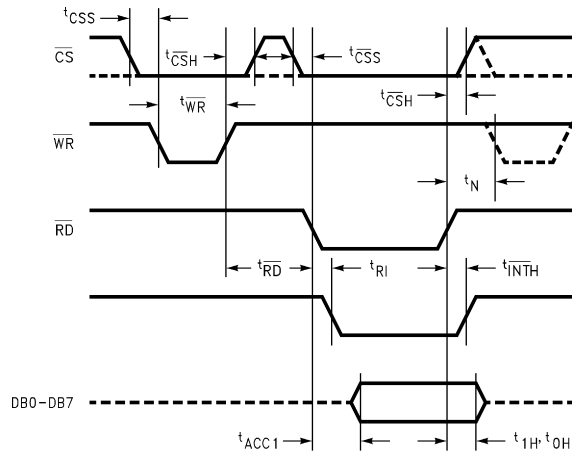 tCSS
CS
tCSH
tCSS
tWR
tCSH
WR
tN
RD
tRD
tRI
tINTH
DB0–DB7
tACC1
t1H, t0H